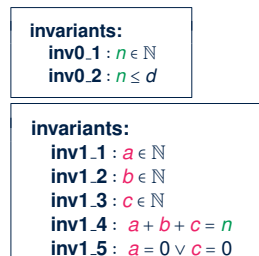 invariants:
inv0_1 : n ∈ ℕ
inv0_2 : n ≤ d
invariants:
inv1_1 : a ∈ ℕ
inv1_2 : b ∈ ℕ
inv1_3 : c ∈ ℕ
inv1_4 : a + b + c = n
inv1_5 : a = 0 ∨ c = 0